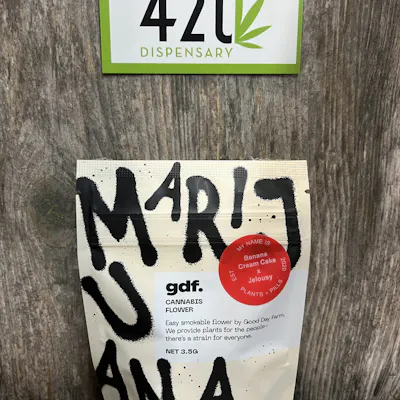 420
DISPENSARY
MARIJ
U
ANA
MY NAME IS
Banana
Cream Cake
x
Jelousy
EST
2020
PLANTS + PILLS
gdf.
CANNABIS
FLOWER
Easy smokable flower by Good Day Farm.
We provide plants for the people,
there's a strain for everyone.
NET 3.5G